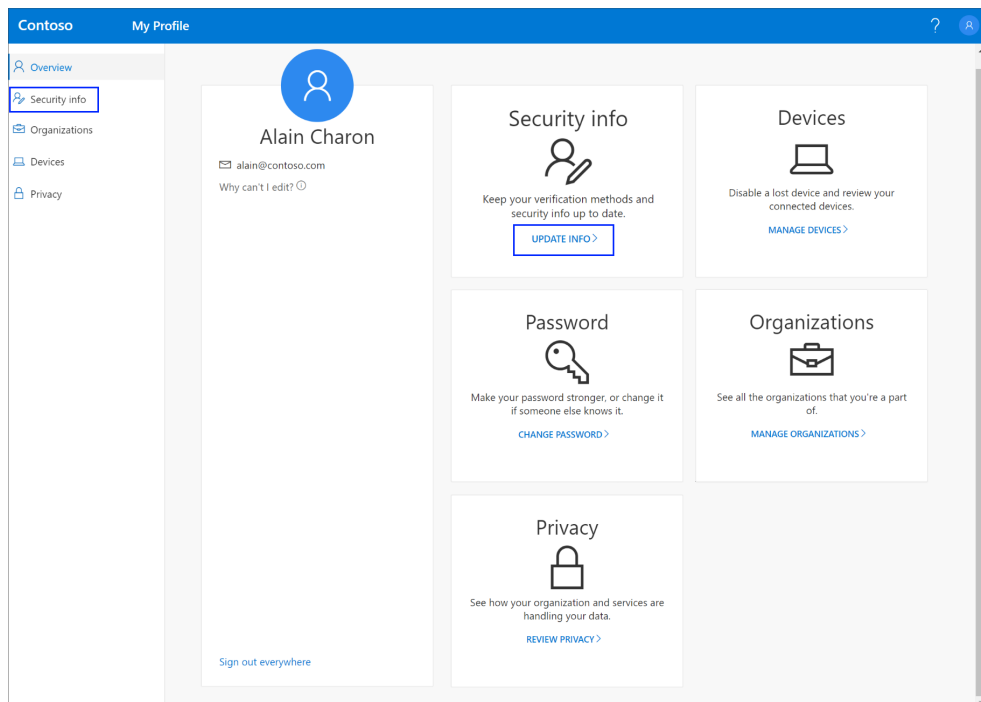 Contoso
My Profile
?
Overview
Security info
Organizations
Devices
Privacy
Alain Charon
alain@contoso.com
Why can't I edit?
Sign out everywhere
Security info
Keep your verification methods and
security info up to date.
UPDATE INFO
Devices
Disable a lost device and review your
connected devices.
MANAGE DEVICES
Password
Make your password stronger, or change it
if someone else knows it.
CHANGE PASSWORD
Organizations
See all the organizations that you're a part
of.
MANAGE ORGANIZATIONS
Privacy
See how your organization and services are
handling your data.
REVIEW PRIVACY